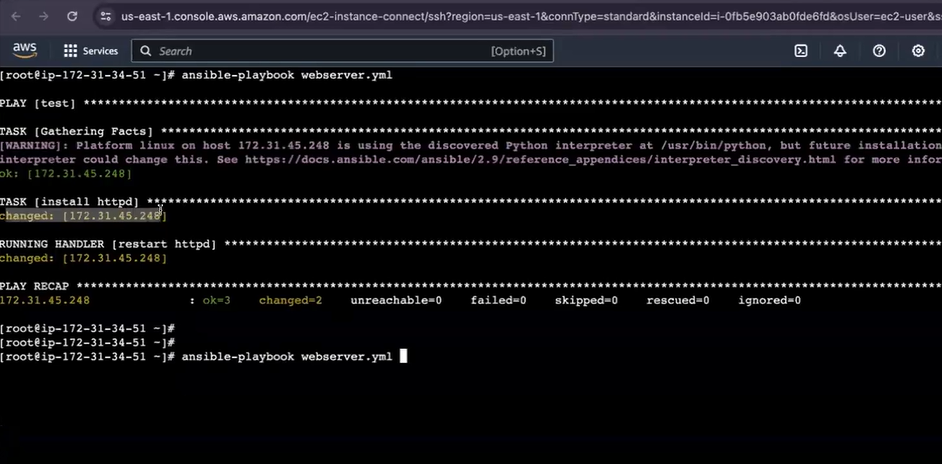 us-east-1.console.aws.amazon.com/ec2-instance-connect/ssh?region=us-east-1&connType=standard&instanceId=i-0fb5e903ab0fde6fd&osUser=ec2-user&s
aws Services Search [Option+S]
[root@ip-172-31-34-51 ~]# ansible-playbook webserver.yml
PLAY [test] ********************************************************************************
TASK [Gathering Facts] *********************************************************************
[WARNING]: Platform linux on host 172.31.45.248 is using the discovered Python interpreter at /usr/bin/python, but future installation
interpreter could change this. See https://docs.ansible.com/ansible/2.9/reference_appendices/interpreter_discovery.html for more infor
ok: [172.31.45.248]
TASK [install httpd] ***********************************************************************
changed: [172.31.45.248]
RUNNING HANDLER [restart httpd] ************************************************************
changed: [172.31.45.248]
PLAY RECAP *********************************************************************************
172.31.45.248 : ok=3 changed=2 unreachable=0 failed=0 skipped=0 rescued=0 ignored=0
[root@ip-172-31-34-51 ~]#
[root@ip-172-31-34-51 ~]#
[root@ip-172-31-34-51 ~]# ansible-playbook webserver.yml